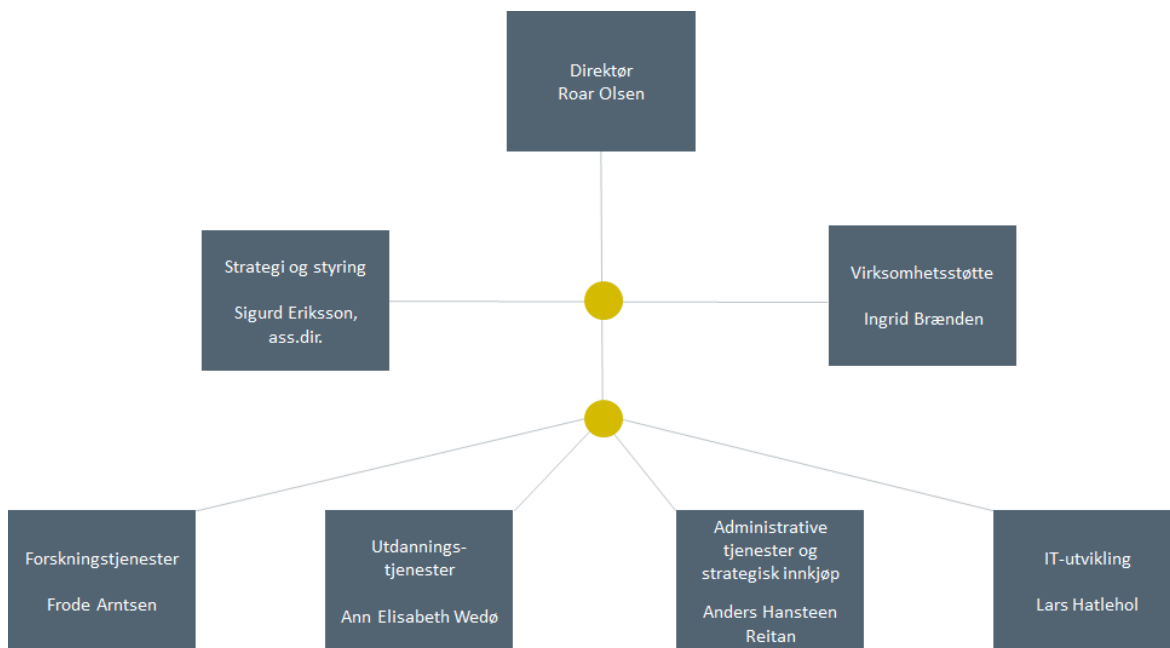 Direktør
Roar Olsen
Strategi og styring
Sigurd Eriksson,
ass.dir.
Virksomhetsstøtte
Ingrid Brænden
Forskningstjenester
Frode Arntsen
Utdannings-
tjenester
Ann Elisabeth Wedø
Administrative
tjenester og
strategisk innkjøp
Anders Hansteen
Reitan
IT-utvikling
Lars Hatlehol